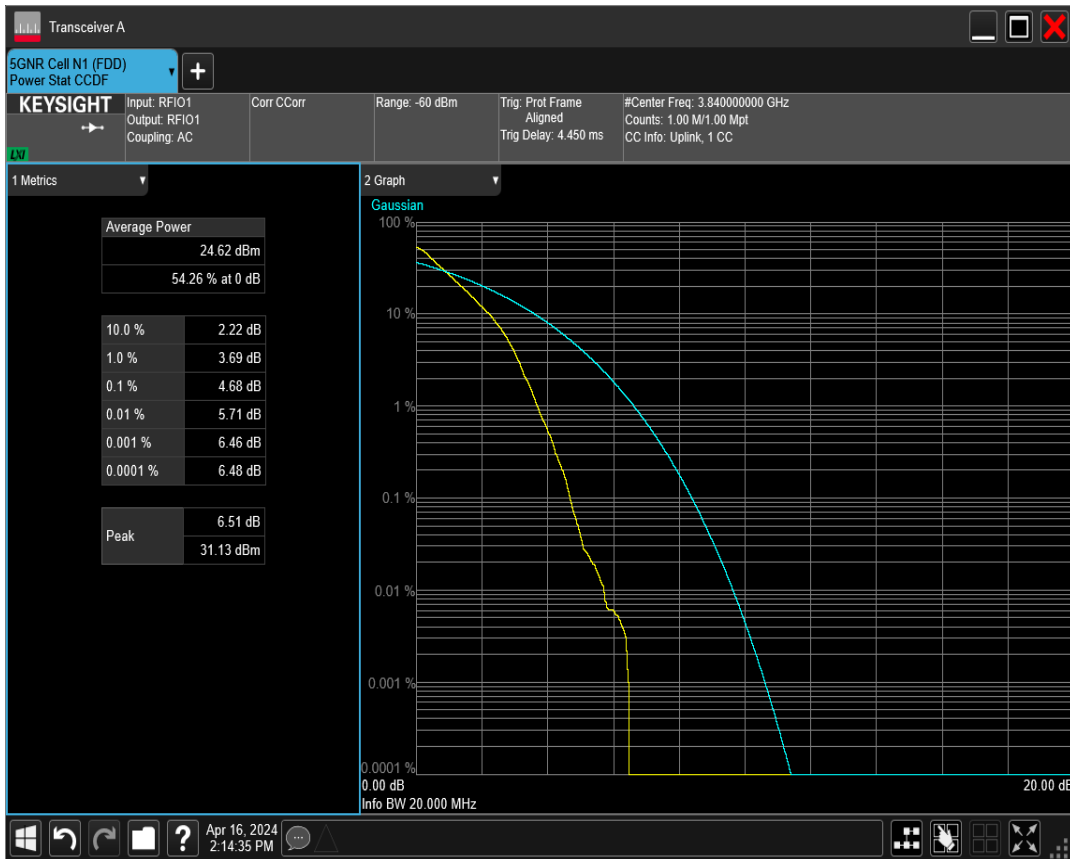 Transceiver A
5GNR Cell N1 (FDD)
Power Stat CCDF
KEYSIGHT
LXI
Input: RFIO1
Output: RFIO1
Coupling: AC
Corr CCorr
Range: -60 dBm
Trig: Prot Frame
Aligned
Trig Delay: 4.450 ms
#Center Freq: 3.840000000 GHz
Counts: 1.00 M/1.00 Mpt
CC Info: Uplink, 1 CC
1 Metrics
Average Power
24.62 dBm
54.26 % at 0 dB
10.0 % 2.22 dB
1.0 % 3.69 dB
0.1 % 4.68 dB
0.01 % 5.71 dB
0.001 % 6.46 dB
0.0001 % 6.48 dB
Peak
6.51 dB
31.13 dBm
2 Graph
Gaussian
100 %
10 %
1 %
0.1 %
0.01 %
0.001 %
0.0001 %
0.00 dB 20.00 dB
Info BW 20.000 MHz
Apr 16, 2024
2:14:35 PM